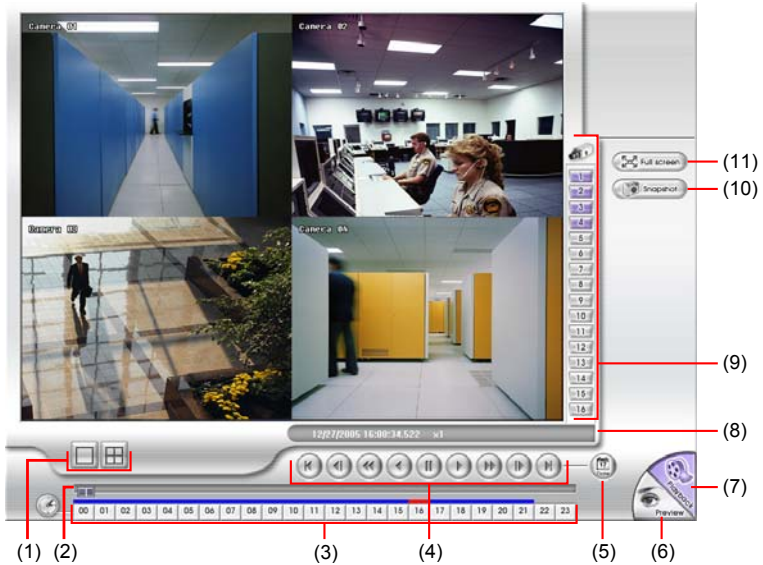 Camera 01
Camera 02
Camera 03
Camera 04
1
2
3
4
5
6
7
8
9
10
11
12
13
14
15
16
Full screen
(11)
Snapshot
(10)
(9)
12/27/2005 16:00:34.522 x1
(8)
Playback
(7)
Preview
00 01 02 03 04 05 06 07 08 09 10 11 12 13 14 15 16 17 18 19 20 21 22 23
(1) (2) (3) (4) (5) (6)